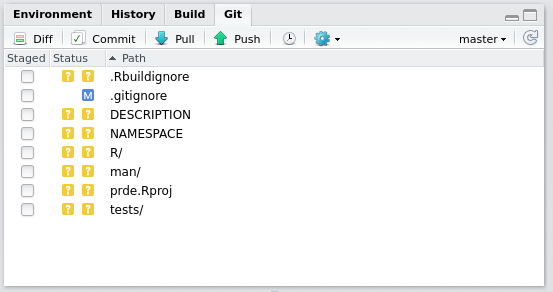 Environment History Build Git
Diff Commit Pull Push master
Staged Status Path
? ? .Rbuildignore
M .gitignore
? ? DESCRIPTION
? ? NAMESPACE
? ? R/
? ? man/
? ? prde.Rproj
? ? tests/